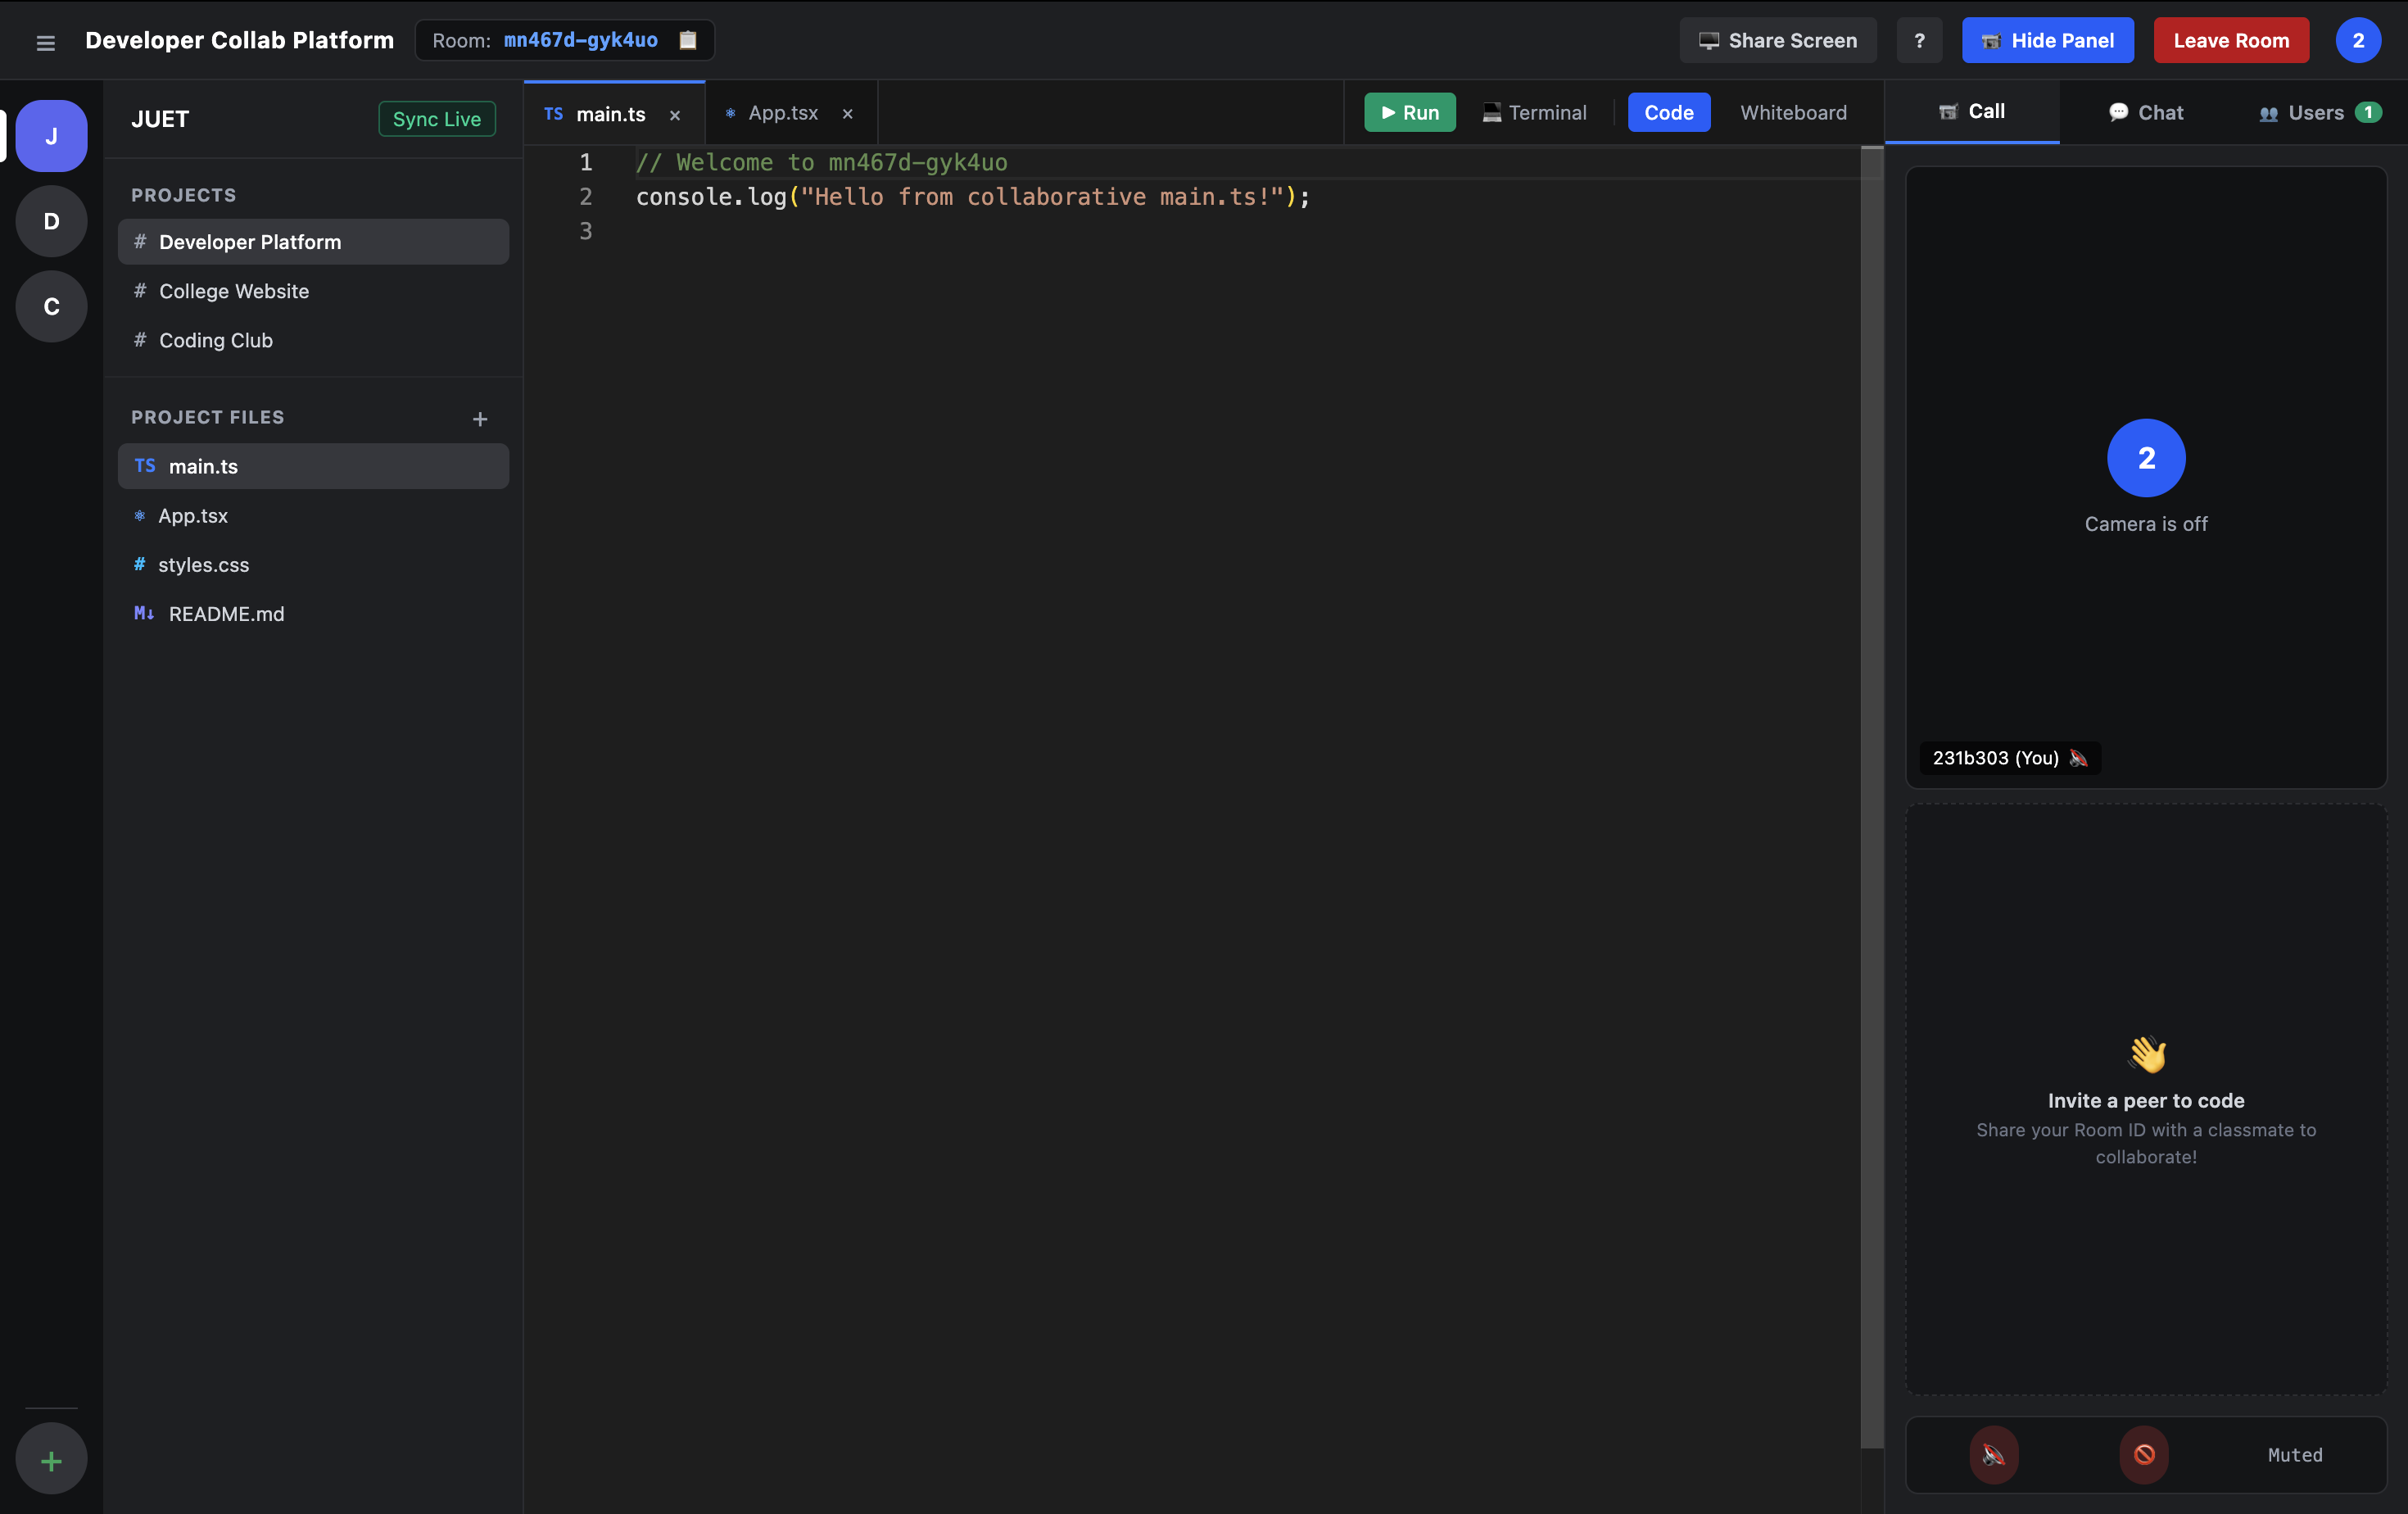 Developer Collab Platform
Room: mn467d-gyk4uo
Share Screen
?
Hide Panel
Leave Room
2
J
D
C
+
JUET
Sync Live
PROJECTS
# Developer Platform
# College Website
# Coding Club
PROJECT FILES +
TS main.ts
App.tsx
# styles.css
M↓ README.md
TS main.ts ×
App.tsx ×
Run
Terminal
Code
Whiteboard
1 // Welcome to mn467d-gyk4uo
2 console.log("Hello from collaborative main.ts!");
3
Call
Chat
Users 1
2
Camera is off
231b303 (You)
Invite a peer to code
Share your Room ID with a classmate to
collaborate!
Muted